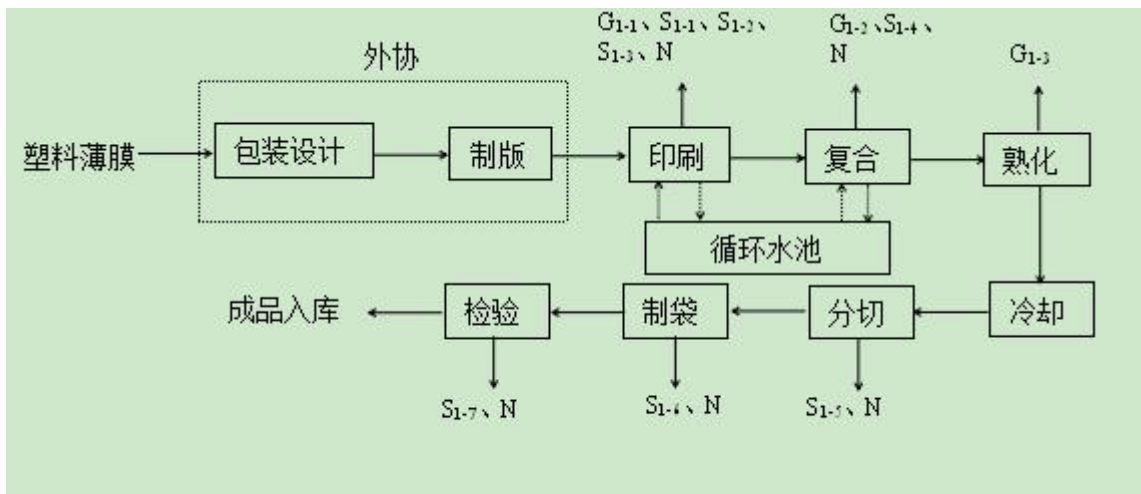 G1-1、S1-1、S1-2、
S1-3、N
G1-2、S1-4、
N
G1-3
外协
塑料薄膜
包装设计
制版
印刷
复合
熟化
循环水池
成品入库
检验
制袋
分切
冷却
S1-7、N
S1-6、N
S1-5、N